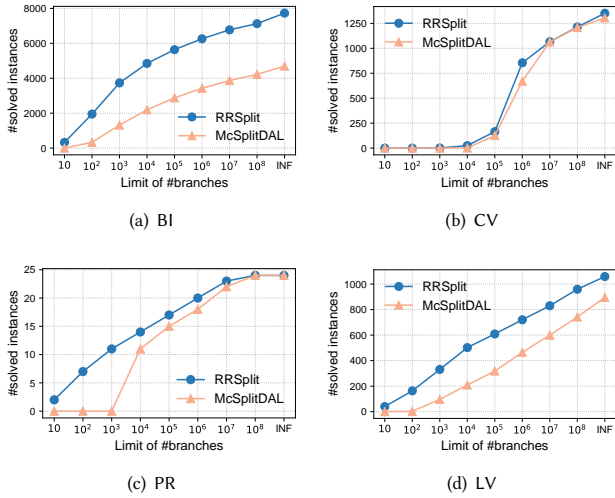 8000
6000
4000
2000
0
#solved instances
RRSplit
McSplitDAL
10 10² 10³ 10⁴ 10⁵ 10⁶ 10⁷ 10⁸ INF
Limit of #branches
(a) BI
1250
1000
750
500
250
0
#solved instances
RRSplit
McSplitDAL
10 10² 10³ 10⁴ 10⁵ 10⁶ 10⁷ 10⁸ INF
Limit of #branches
(b) CV
25
20
15
10
5
0
#solved instances
RRSplit
McSplitDAL
10 10² 10³ 10⁴ 10⁵ 10⁶ 10⁷ 10⁸ INF
Limit of #branches
(c) PR
1000
800
600
400
200
0
#solved instances
RRSplit
McSplitDAL
10 10² 10³ 10⁴ 10⁵ 10⁶ 10⁷ 10⁸ INF
Limit of #branches
(d) LV